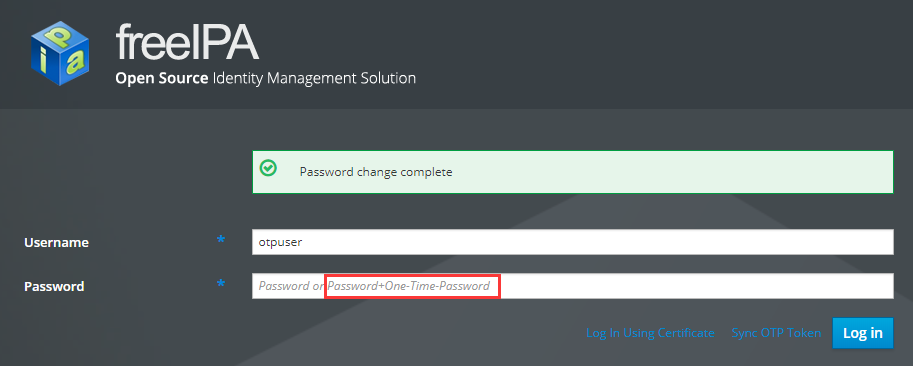 ipa
freeIPA
Open Source Identity Management Solution
Password change complete
Username * otpuser
Password * Password or Password+One-Time-Password
Log In Using Certificate Sync OTP Token Log in